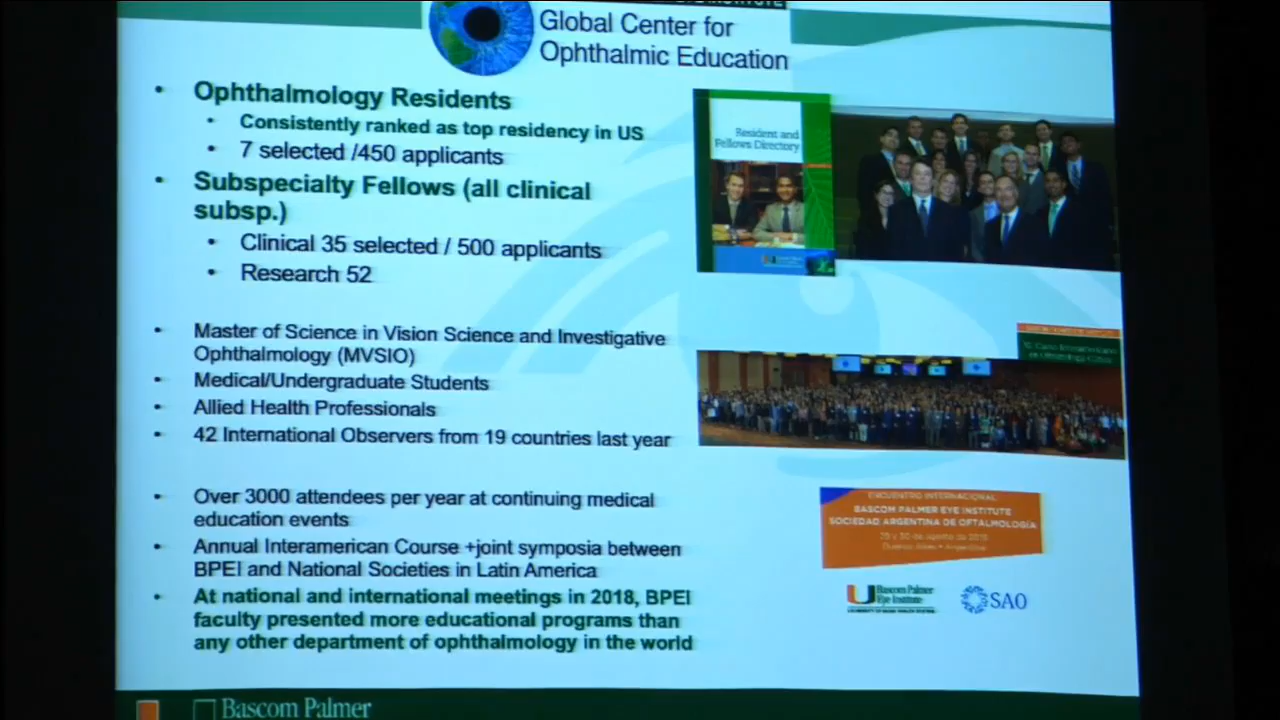 Global Center for
Ophthalmic Education
• Ophthalmology Residents
• Consistently ranked as top residency in US
• 7 selected /450 applicants
• Subspecialty Fellows (all clinical
subsp.)
• Clinical 35 selected / 500 applicants
• Research 52
• Master of Science in Vision Science and Investigative
Ophthalmology (MVSIO)
• Medical/Undergraduate Students
• Allied Health Professionals
• 42 International Observers from 19 countries last year
• Over 3000 attendees per year at continuing medical
education events
• Annual Interamerican Course +joint symposia between
BPEI and National Societies in Latin America
• At national and international meetings in 2018, BPEI
faculty presented more educational programs than
any other department of ophthalmology in the world
Resident and
Fellows Directory
ENCUENTRO INTERNACIONAL
BASCOM PALMER EYE INSTITUTE
SOCIEDAD ARGENTINA DE OFTALMOLOGÍA
Buenos Aires • Argentina
Bascom Palmer
Eye Institute
SAO
Bascom Palmer